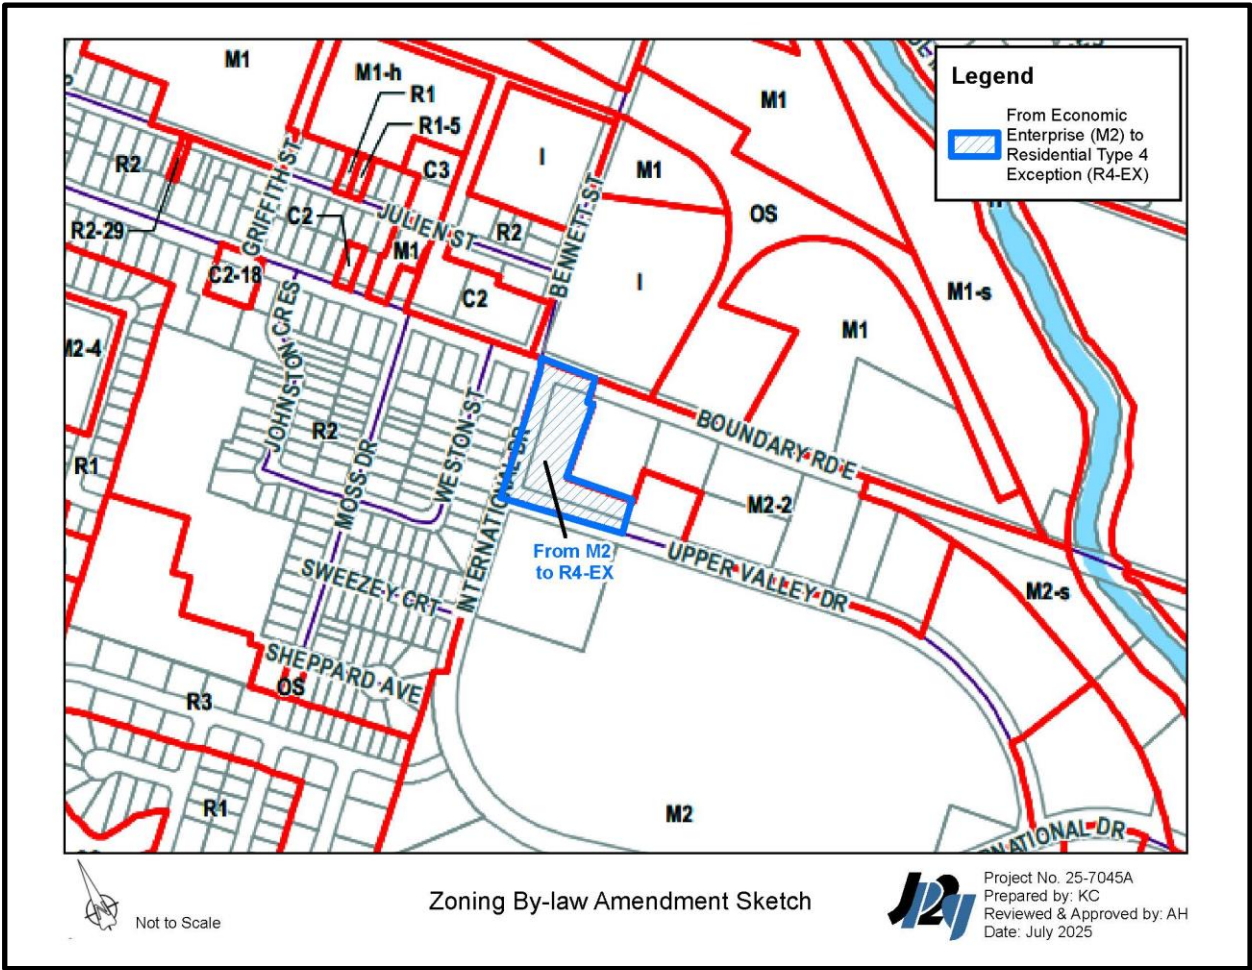 Legend
From Economic
Enterprise (M2) to
Residential Type 4
Exception (R4-EX)
M1
M1-h
R1
R1-5
C3
I
M1
M1
R2
GRIFFITH ST
C2
JULIEN ST
R2
BENNETT ST
OS
R2-29
C2-18
M1
C2
I
M1-s
M1
M2-4
JOHNSTON CRES
R2
MOSS DR
WESTON ST
INTERNATIONAL DR
BOUNDARY RD E
R1
M2-2
From M2
to R4-EX
UPPER VALLEY DR
SWEEZEY CRT
M2-s
SHEPPARD AVE
OS
R3
R1
M2
RNATIONAL DR
Not to Scale
Zoning By-law Amendment Sketch
JP2G
Project No. 25-7045A
Prepared by: KC
Reviewed & Approved by: AH
Date: July 2025